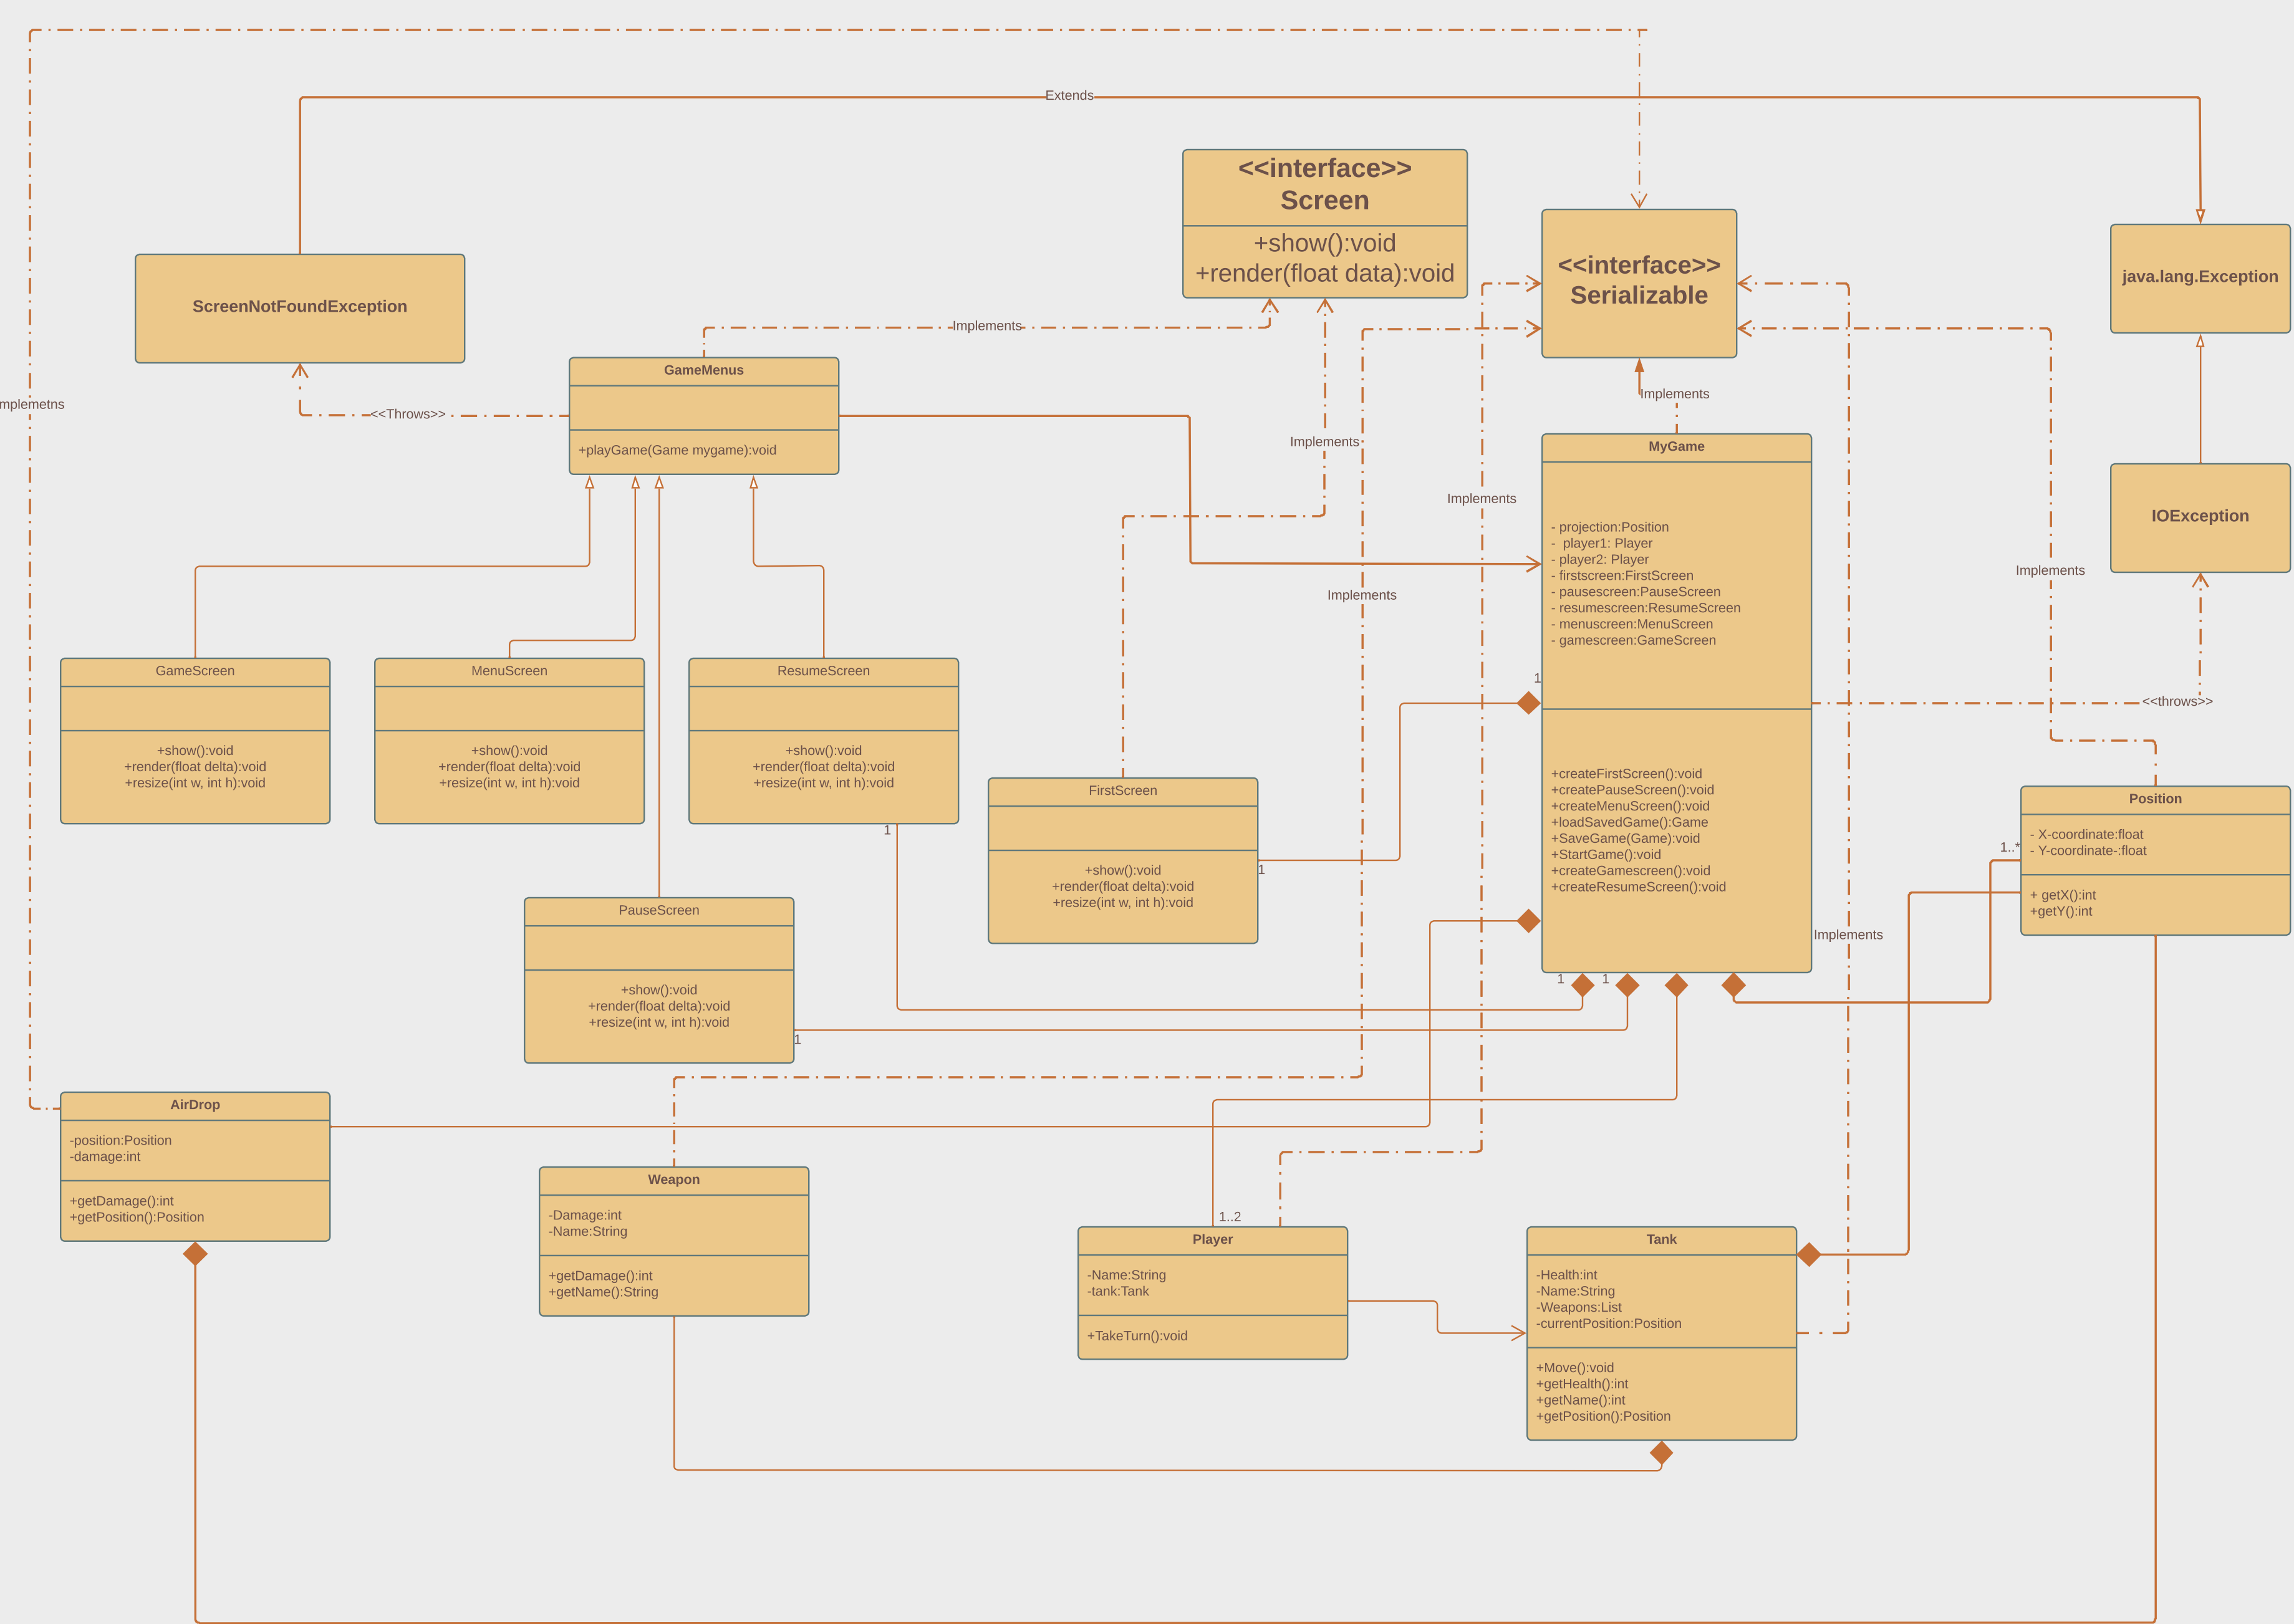 Extends
<<interface>>
Screen
+show():void
+render(float data):void
<<interface>>
Serializable
java.lang.Exception
ScreenNotFoundException
Implements
GameMenus
+playGame(Game mygame):void
<<Throws>>
mplemetns
Implements
Implements
Implements
Implements
Implements
MyGame
- projection:Position
-  player1: Player
- player2: Player
- firstscreen:FirstScreen
- pausescreen:PauseScreen
- resumescreen:ResumeScreen
- menuscreen:MenuScreen
- gamescreen:GameScreen
+createFirstScreen():void
+createPauseScreen():void
+createMenuScreen():void
+loadSavedGame():Game
+SaveGame(Game):void
+StartGame():void
+createGamescreen():void
+createResumeScreen():void
IOException
<<throws>>
GameScreen
+show():void
+render(float delta):void
+resize(int w, int h):void
MenuScreen
+show():void
+render(float delta):void
+resize(int w, int h):void
ResumeScreen
+show():void
+render(float delta):void
+resize(int w, int h):void
1
1
FirstScreen
+show():void
+render(float delta):void
+resize(int w, int h):void
1
Position
- X-coordinate:float
- Y-coordinate-:float
+ getX():int
+getY():int
1..*
Implements
PauseScreen
+show():void
+render(float delta):void
+resize(int w, int h):void
1
1
1
AirDrop
-position:Position
-damage:int
+getDamage():int
+getPosition():Position
Weapon
-Damage:int
-Name:String
+getDamage():int
+getName():String
1..2
Player
-Name:String
-tank:Tank
+TakeTurn():void
Tank
-Health:int
-Name:String
-Weapons:List
-currentPosition:Position
+Move():void
+getHealth():int
+getName():int
+getPosition():Position